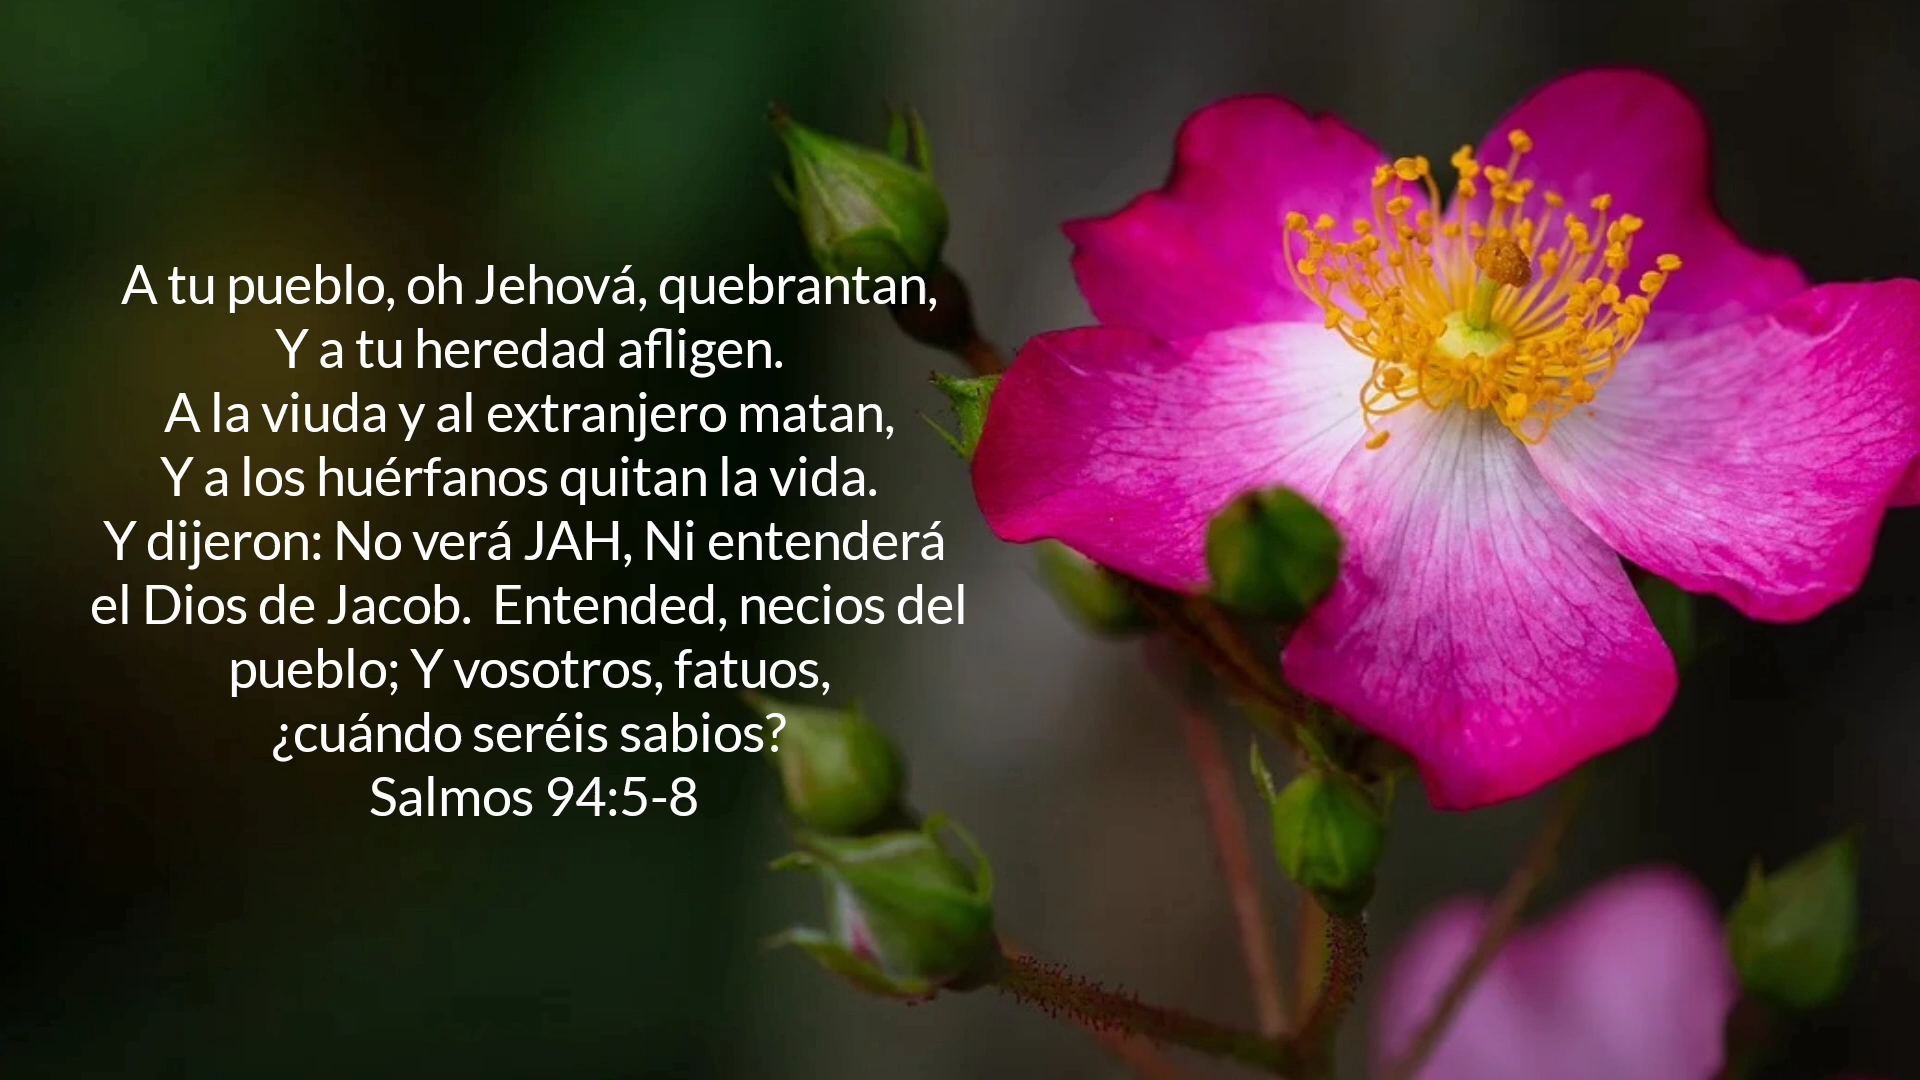 A tu pueblo, oh Jehová, quebrantan,
Y a tu heredad afligen.
A la viuda y al extranjero matan,
Y a los huérfanos quitan la vida.
Y dijeron: No verá JAH, Ni entenderá
el Dios de Jacob.  Entended, necios del
pueblo; Y vosotros, fatuos,
¿cuándo seréis sabios?
Salmos 94:5-8